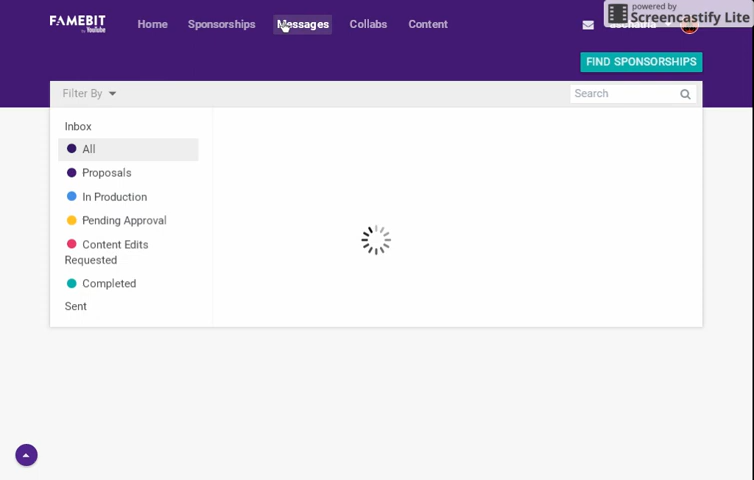 powered by
Screencastify Lite
FAMEBIT
by YouTube
Home
Sponsorships
Messages
Collabs
Content
FIND SPONSORSHIPS
Filter By
Search
Inbox
All
Proposals
In Production
Pending Approval
Content Edits
Requested
Completed
Sent